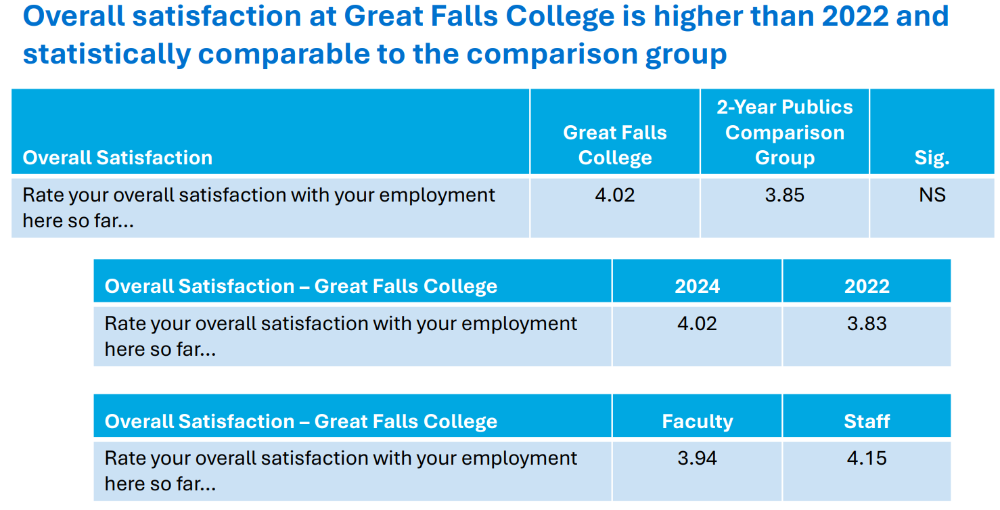 Overall satisfaction at Great Falls College is higher than 2022 and
statistically comparable to the comparison group
Overall Satisfaction
Great Falls
College
2-Year Publics
Comparison
Group
Sig.
Rate your overall satisfaction with your employment
here so far...
4.02
3.85
NS
Overall Satisfaction – Great Falls College
2024
2022
Rate your overall satisfaction with your employment
here so far...
4.02
3.83
Overall Satisfaction – Great Falls College
Faculty
Staff
Rate your overall satisfaction with your employment
here so far...
3.94
4.15